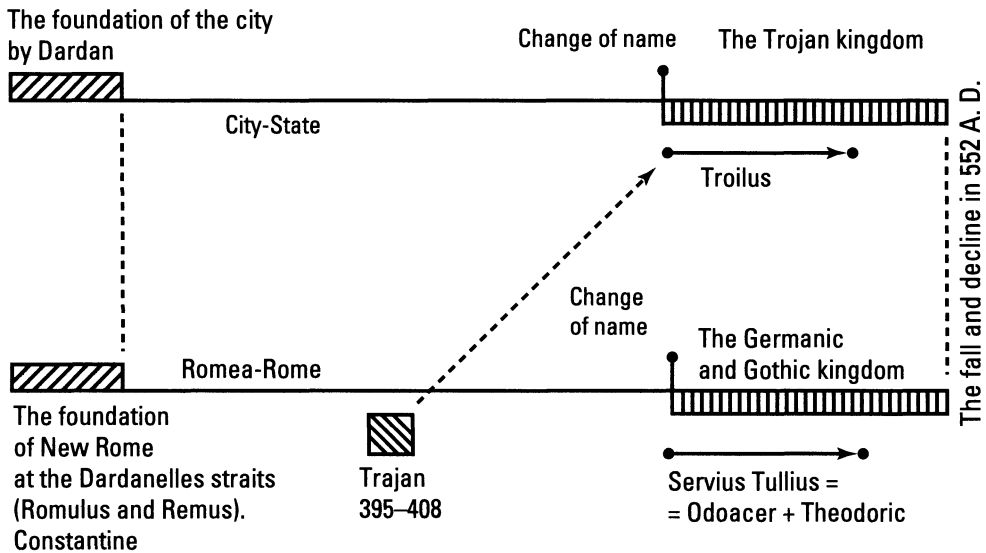 The foundation of the city
by Dardan
Change of name
The Trojan kingdom
City-State
Troilus
The fall and decline in 552 A. D.
Change
of name
The Germanic
and Gothic kingdom
Romea-Rome
The foundation
of New Rome
at the Dardanelles straits
(Romulus and Remus).
Constantine
Trajan
395–408
Servius Tullius =
= Odoacer + Theodoric